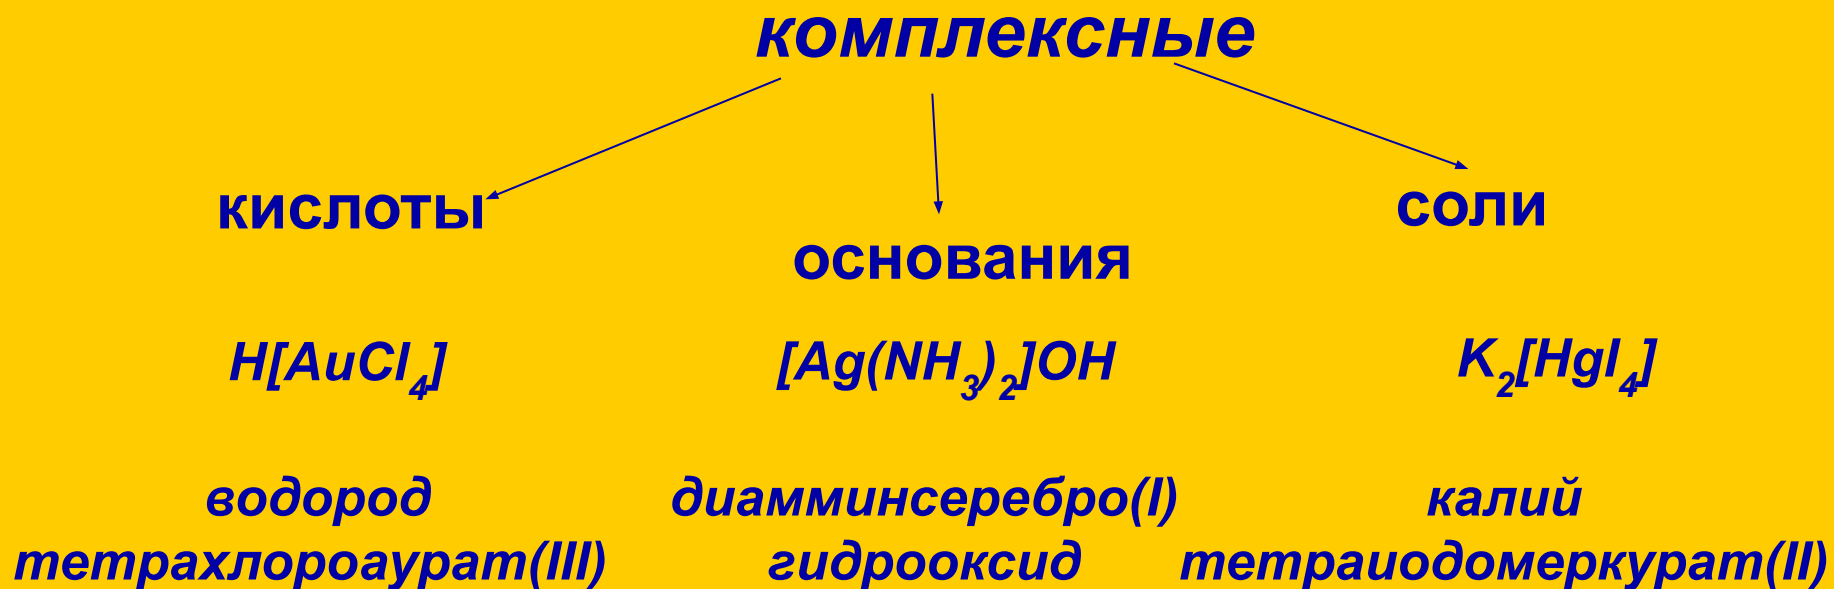 комплексные
кислоты
основания
соли
H[AuCl₄]
[Ag(NH₃)₂]OH
K₂[HgI₄]
водород
тетрахлороаурат(III)
диамминсеребро(I)
гидрооксид
калий
тетраиодомеркурат(II)